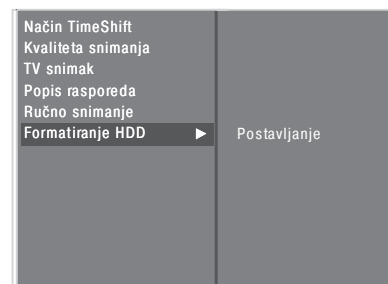 Način TimeShift
Kvaliteta snimanja
TV snimak
Popis rasporeda
Ručno snimanje
Formatiranje HDD ▶ Postavljanje